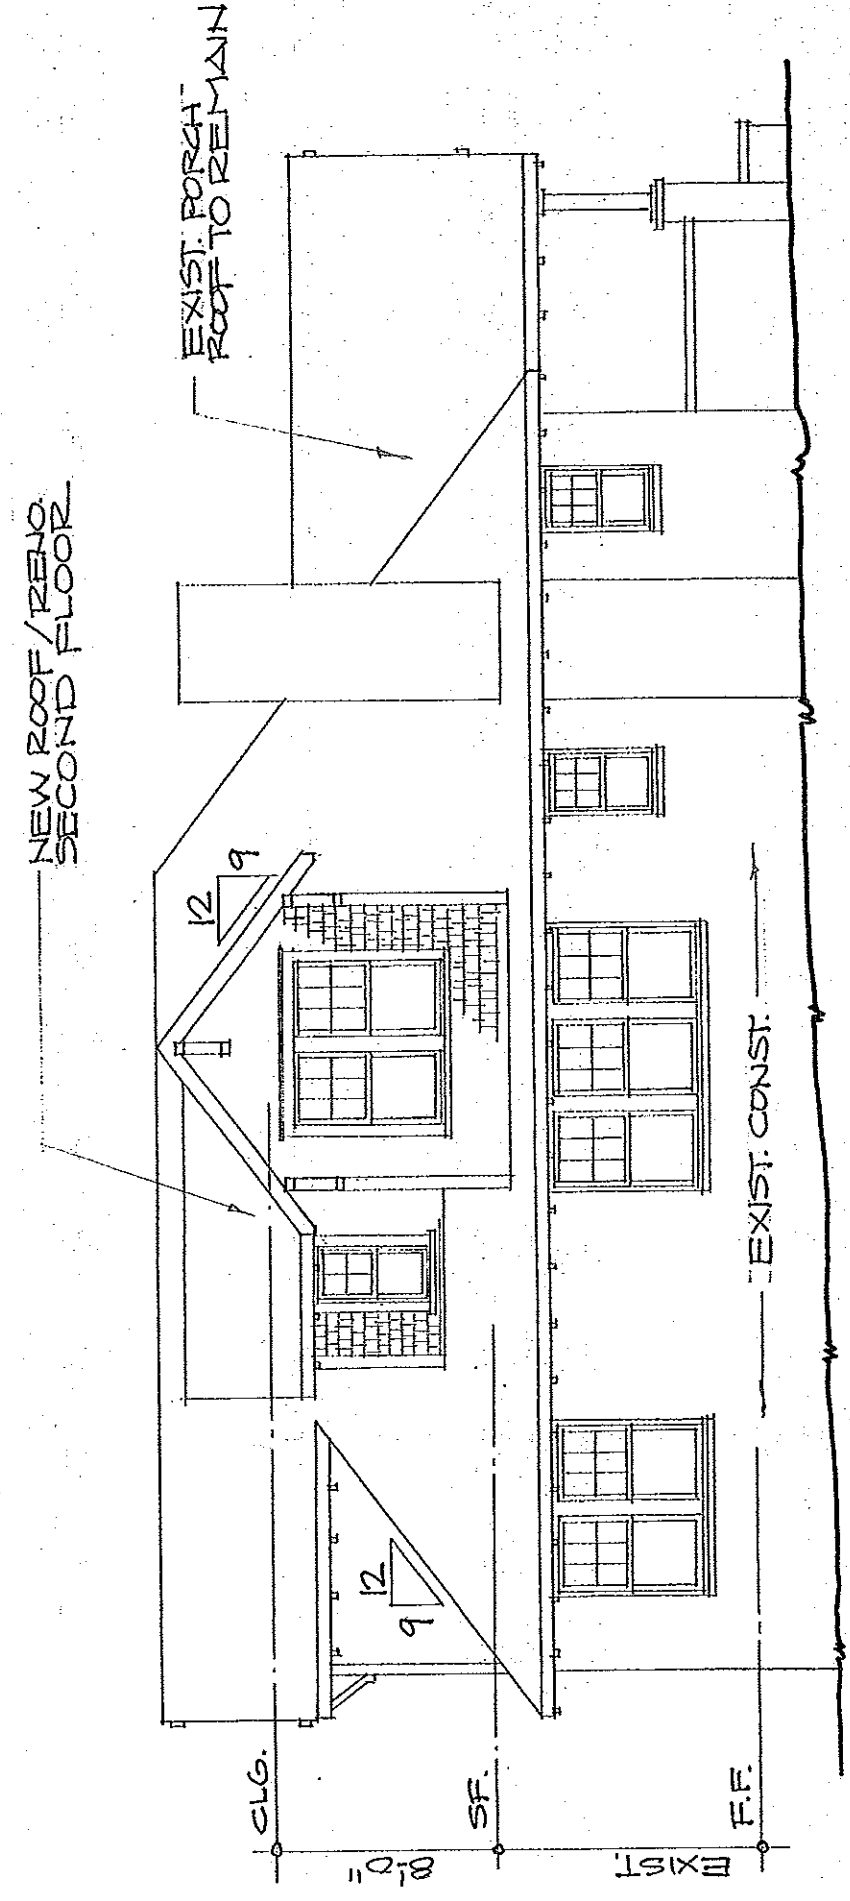 NEW ROOF/RENO.
SECOND FLOOR
EXIST. PORCH
ROOF TO REMAIN
12
9
12
9
CLG.
8'-0"
SF.
EXIST.
F.F.
EXIST. CONST.